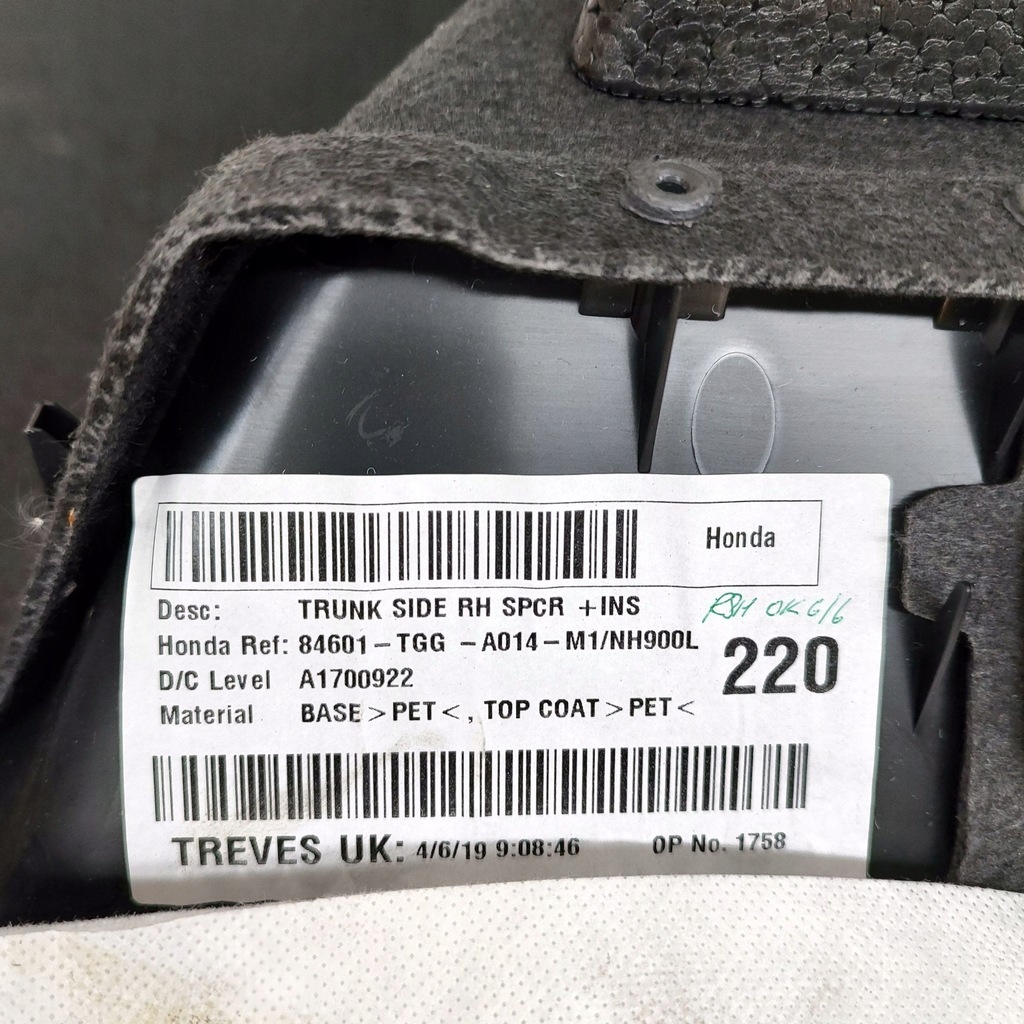 Honda
Desc: TRUNK SIDE RH SPCR +INS
RH OK 6/6
Honda Ref: 84601-TGG -A014-M1/NH900L
220
D/C Level A1700922
Material BASE >PET<, TOP COAT >PET<
TREVES UK: 4/6/19 9:08:46 OP No. 1758